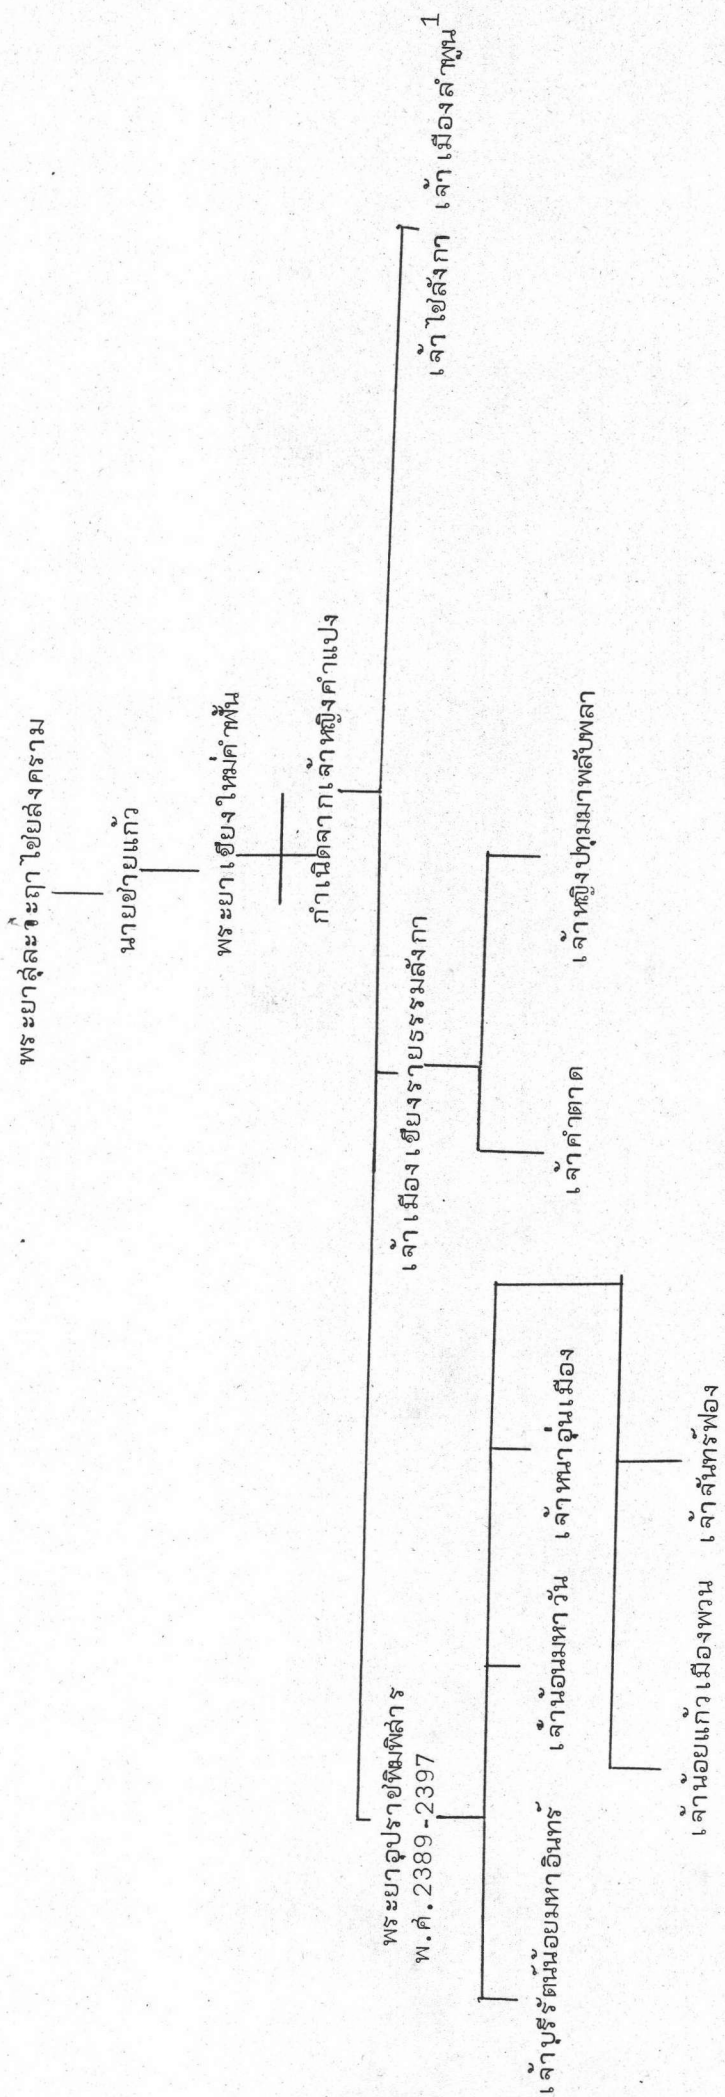 พระยาสุละวะฤๅไชยสงคราม
นายชายแก้ว
พระยาเชียงใหม่คำฟั่น
กำเนิดจากเจ้าหญิงคำแปง
พระยาอุปราชพิมพิสาร
พ.ศ.2389-2397
เจ้าเมืองเชียงรายธรรมลังกา
เจ้าไชลังกา เจ้าเมืองลำพูน1
เจ้าบุรีรัตน์น้อยมหาอินทร์
เจ้าน้อนมหาวัน
เจ้าหนาอุ่นเมือง
เจ้าคำตาด
เจ้าหญิงปทุมมาพลับพลา
เจ้าน้อยแก้วเมืองพวน
เจ้าจันทร์ฟอง